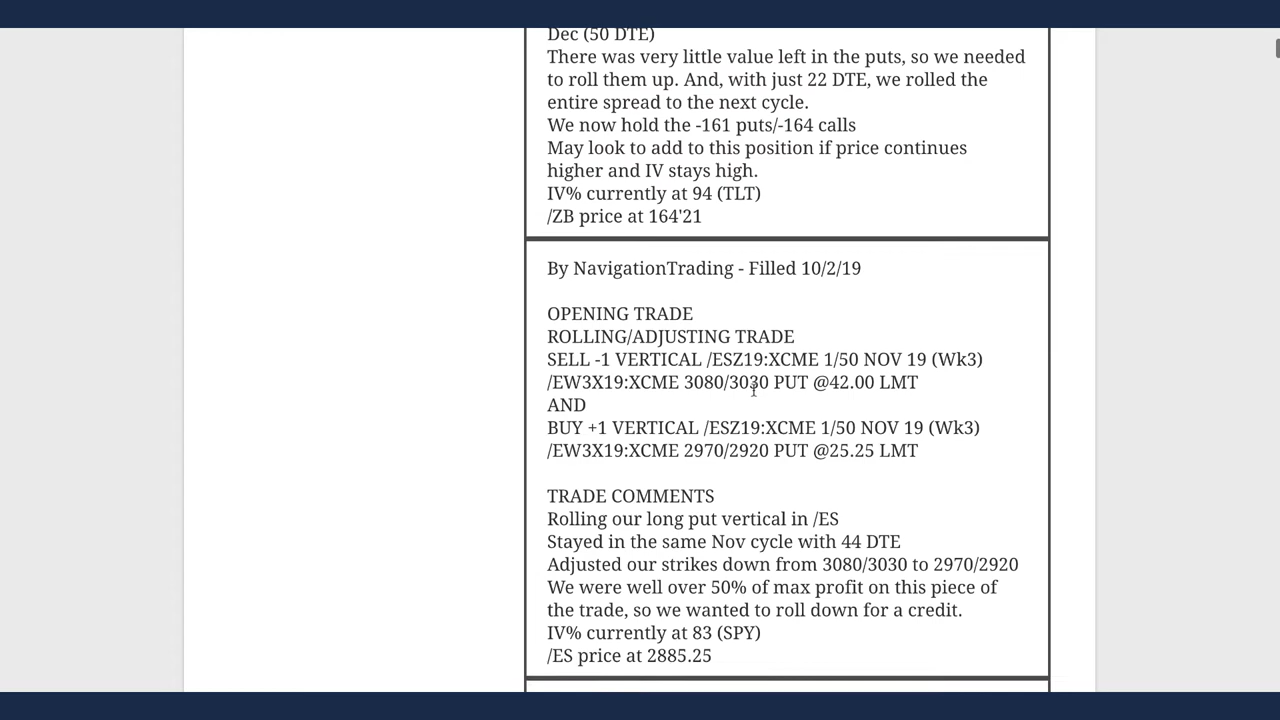 Dec (50 DTE)
There was very little value left in the puts, so we needed
to roll them up. And, with just 22 DTE, we rolled the
entire spread to the next cycle.
We now hold the -161 puts/-164 calls
May look to add to this position if price continues
higher and IV stays high.
IV% currently at 94 (TLT)
/ZB price at 164'21
By NavigationTrading - Filled 10/2/19
OPENING TRADE
ROLLING/ADJUSTING TRADE
SELL -1 VERTICAL /ESZ19:XCME 1/50 NOV 19 (Wk3)
/EW3X19:XCME 3080/3030 PUT @42.00 LMT
AND
BUY +1 VERTICAL /ESZ19:XCME 1/50 NOV 19 (Wk3)
/EW3X19:XCME 2970/2920 PUT @25.25 LMT
TRADE COMMENTS
Rolling our long put vertical in /ES
Stayed in the same Nov cycle with 44 DTE
Adjusted our strikes down from 3080/3030 to 2970/2920
We were well over 50% of max profit on this piece of
the trade, so we wanted to roll down for a credit.
IV% currently at 83 (SPY)
/ES price at 2885.25